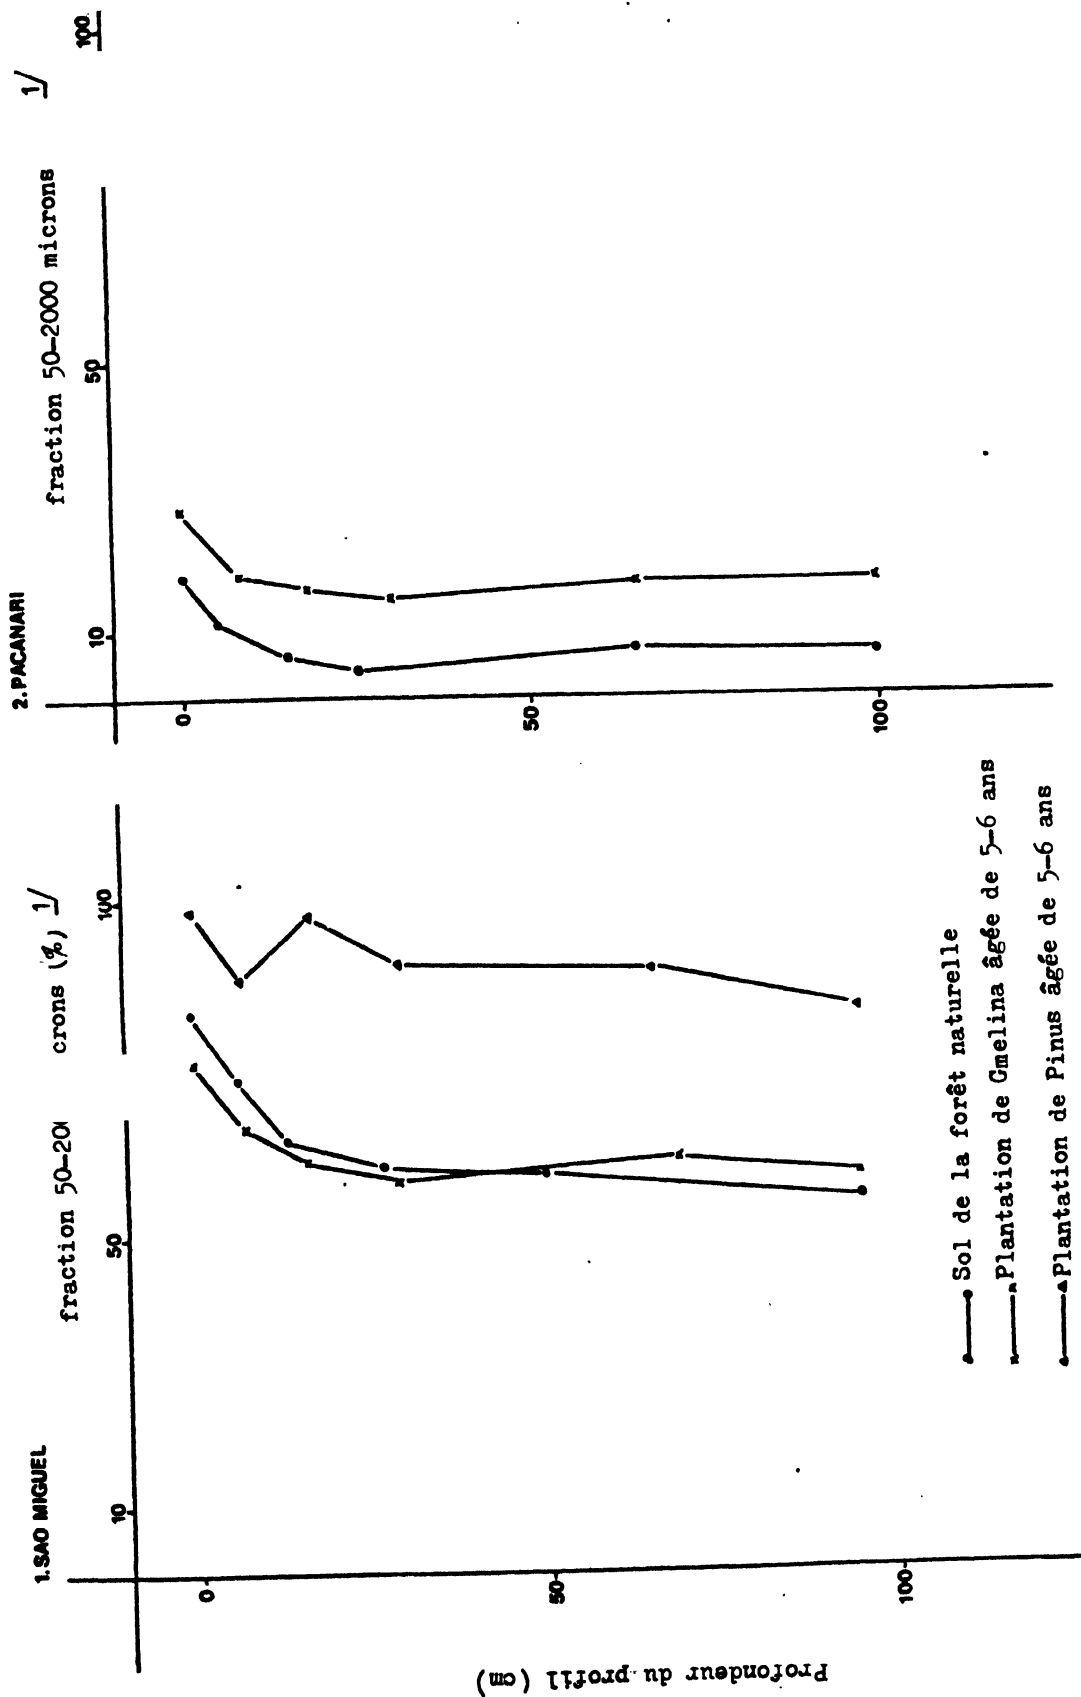 1.SAO MIGUEL
fraction 50-20 crons (%) 1/
10
50
100
0
50
100
Profondeur du profil (cm)
2.PACANARI
fraction 50-2000 microns 1/
10
50
100
0
50
100
Sol de la forêt naturelle
Plantation de Gmelina âgée de 5-6 ans
Plantation de Pinus âgée de 5-6 ans